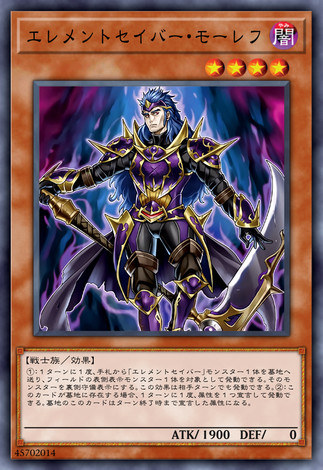 エレメントセイバー・モーレフ
闇
やみ
【戦士族／効果】
①：１ターンに１度、手札から「エレメントセイバー」モンスター１体を墓地へ
送り、フィールドの表側表示モンスター１体を対象として発動できる。そのモン
スターを裏側守備表示にする。この効果は相手ターンでも発動できる。②：こ
のカードが墓地に存在する場合、１ターンに１度、属性を１つ宣言して発動で
きる。墓地のこのカードはターン終了時まで宣言した属性になる。
ATK/ 1900 DEF/ 0
45702014